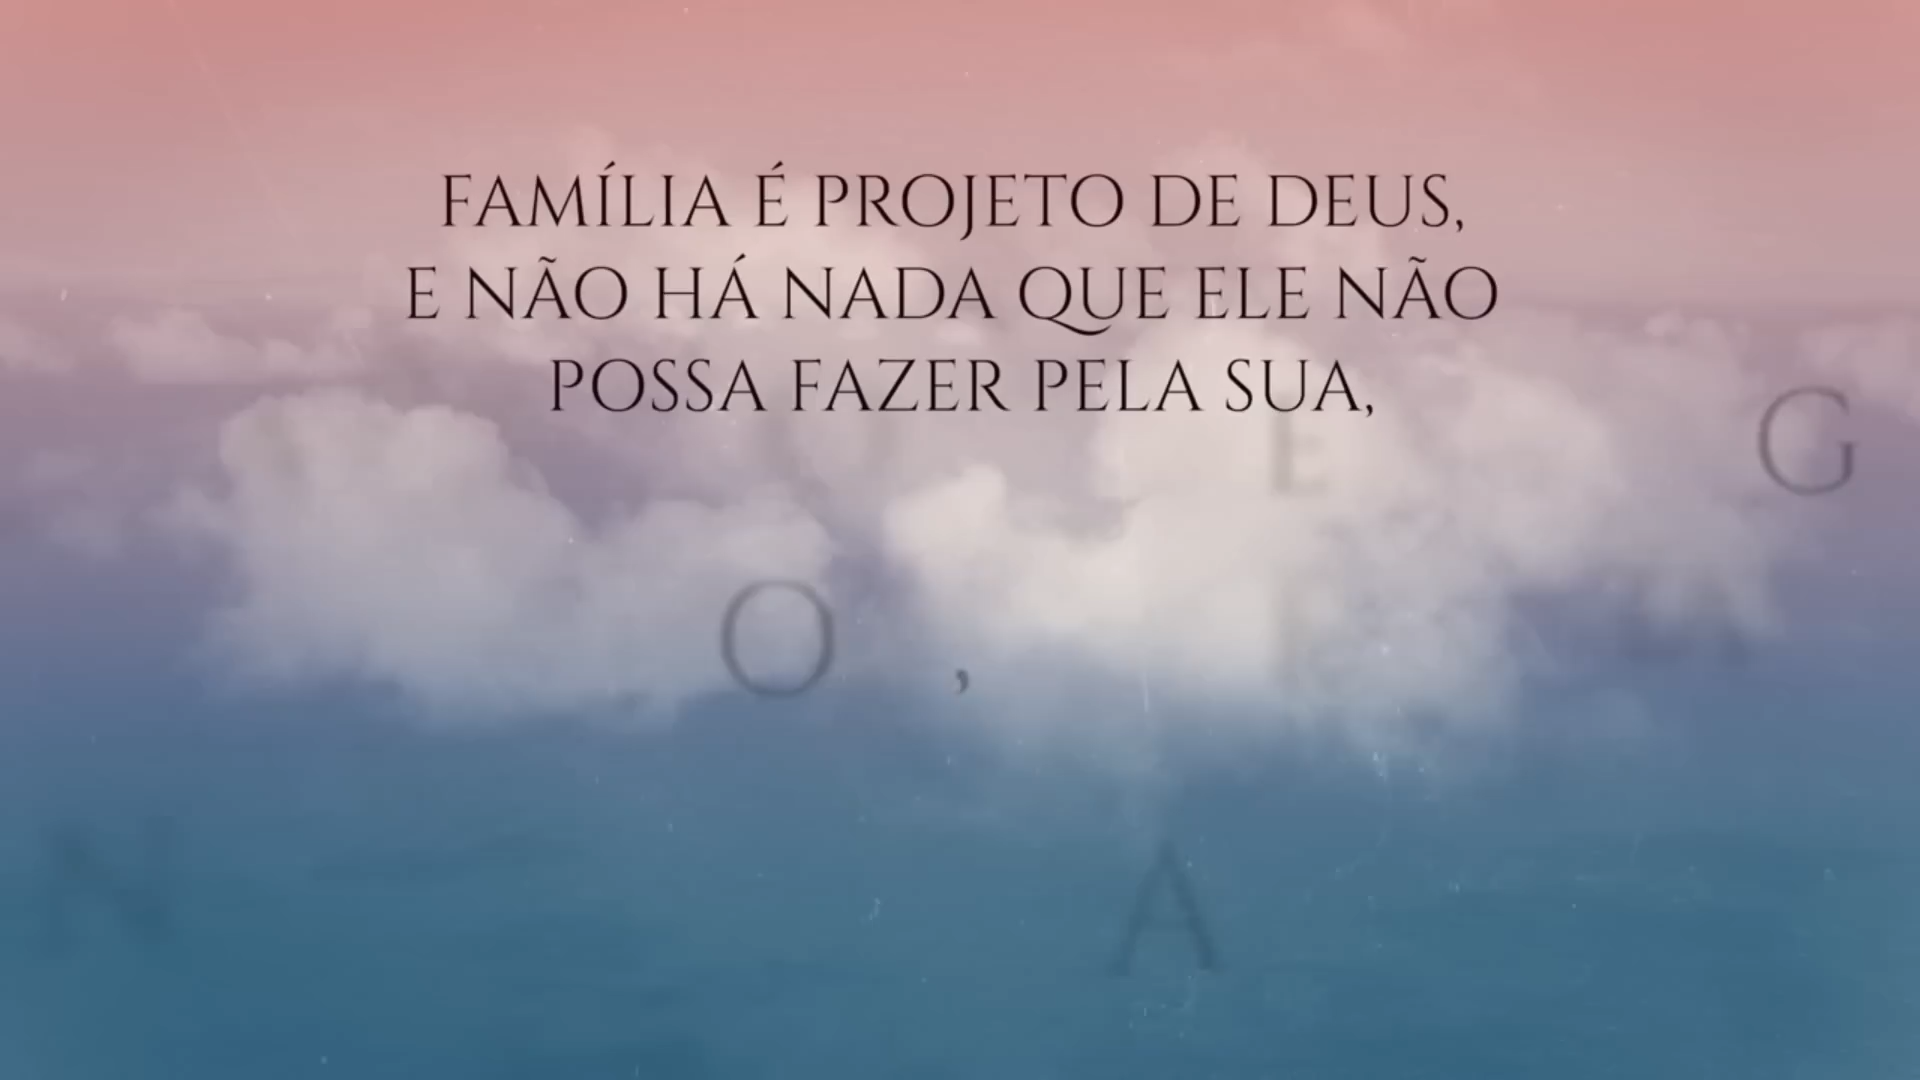 FAMÍLIA É PROJETO DE DEUS,
E NÃO HÁ NADA QUE ELE NÃO
POSSA FAZER PELA SUA,
E G
O ,
N
A